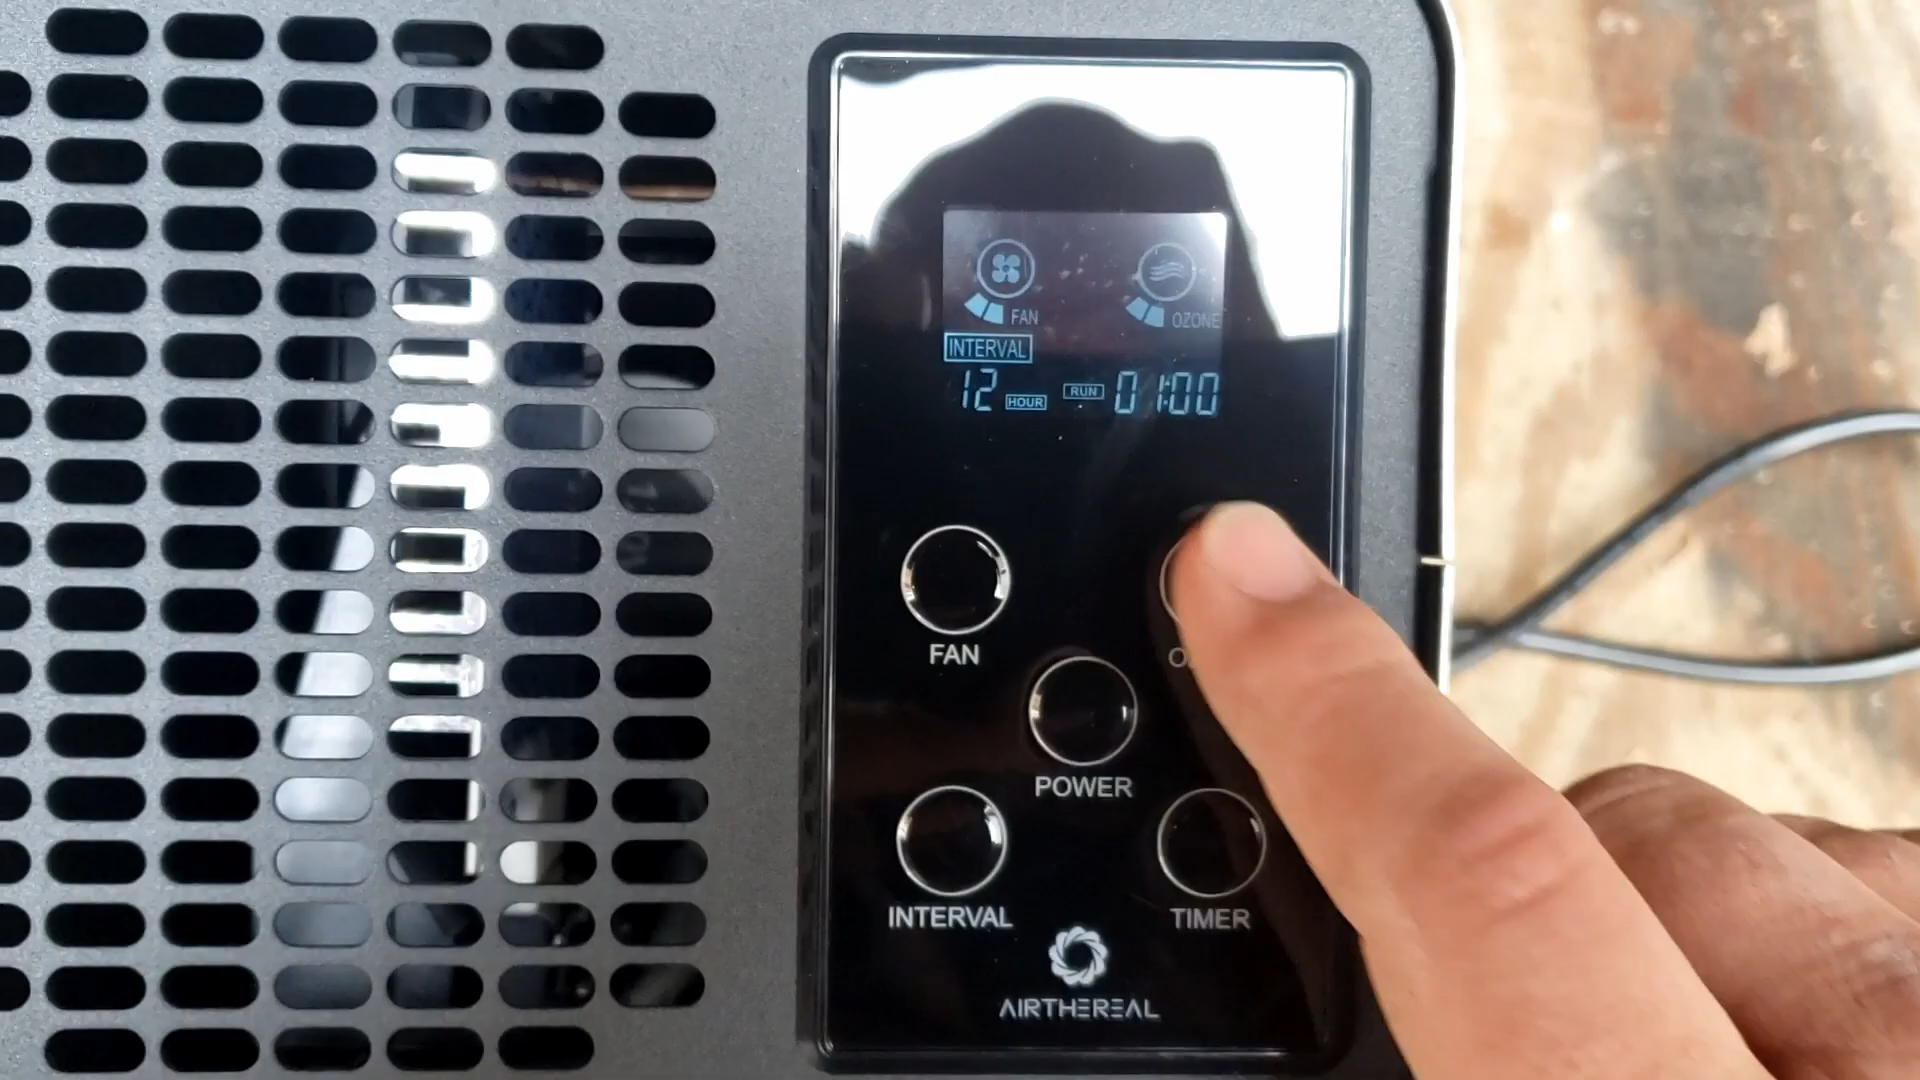 FAN OZONE
INTERVAL
12 HOUR RUN 01:00
FAN
POWER
INTERVAL TIMER
AIRTHEREAL